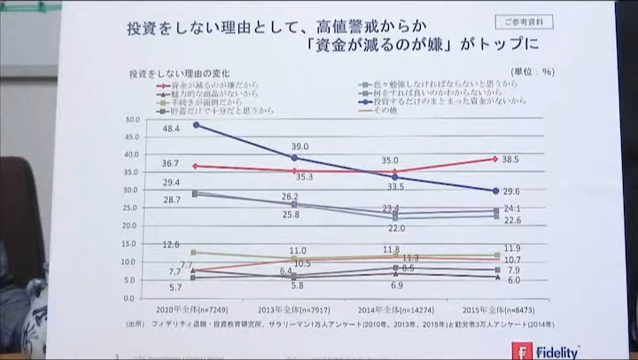 投資をしない理由として、高値警戒からか
「資金が減るのが嫌」がトップに
ご参考資料
投資をしない理由の変化
(単位:%)
資金が減るのが嫌だから
色々勉強しなければならないと思うから
魅力的な商品がないから
何をすれば良いのかわからないから
手続きが面倒だから
投資するだけのまとまった資金がないから
貯蓄だけで十分だと思うから
その他
50.0
45.0
40.0
35.0
30.0
25.0
20.0
15.0
10.0
5.0
0.0
48.4
39.0
33.5
29.6
36.7
35.3
35.0
38.5
29.4
26.2
23.4
24.1
28.7
25.8
22.0
22.6
12.6
11.0
11.8
11.9
7.7
10.5
11.3
10.7
7.7
6.4
8.5
7.9
5.7
5.8
6.9
6.0
2010年全体(n=7249)
2013年全体(n=7917)
2014年全体(n=14274)
2015年全体(n=8473)
(出所) フィデリティ退職・投資教育研究所、サラリーマン1万人アンケート(2010年、2013年、2015年)と勤労者3万人アンケート(2014年)
Fidelity